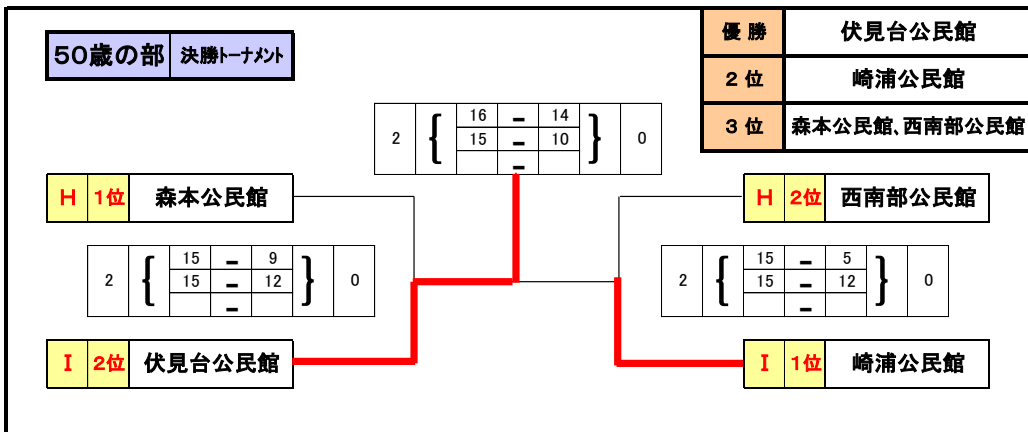 50歳の部 決勝トーナメント
優勝 伏見台公民館
2位 崎浦公民館
3位 森本公民館、西南部公民館
2 { 16 - 14 } 0
15 - 10
-
H 1位 森本公民館
H 2位 西南部公民館
2 { 15 - 9 } 0
15 - 12
-
2 { 15 - 5 } 0
15 - 12
-
I 2位 伏見台公民館
I 1位 崎浦公民館